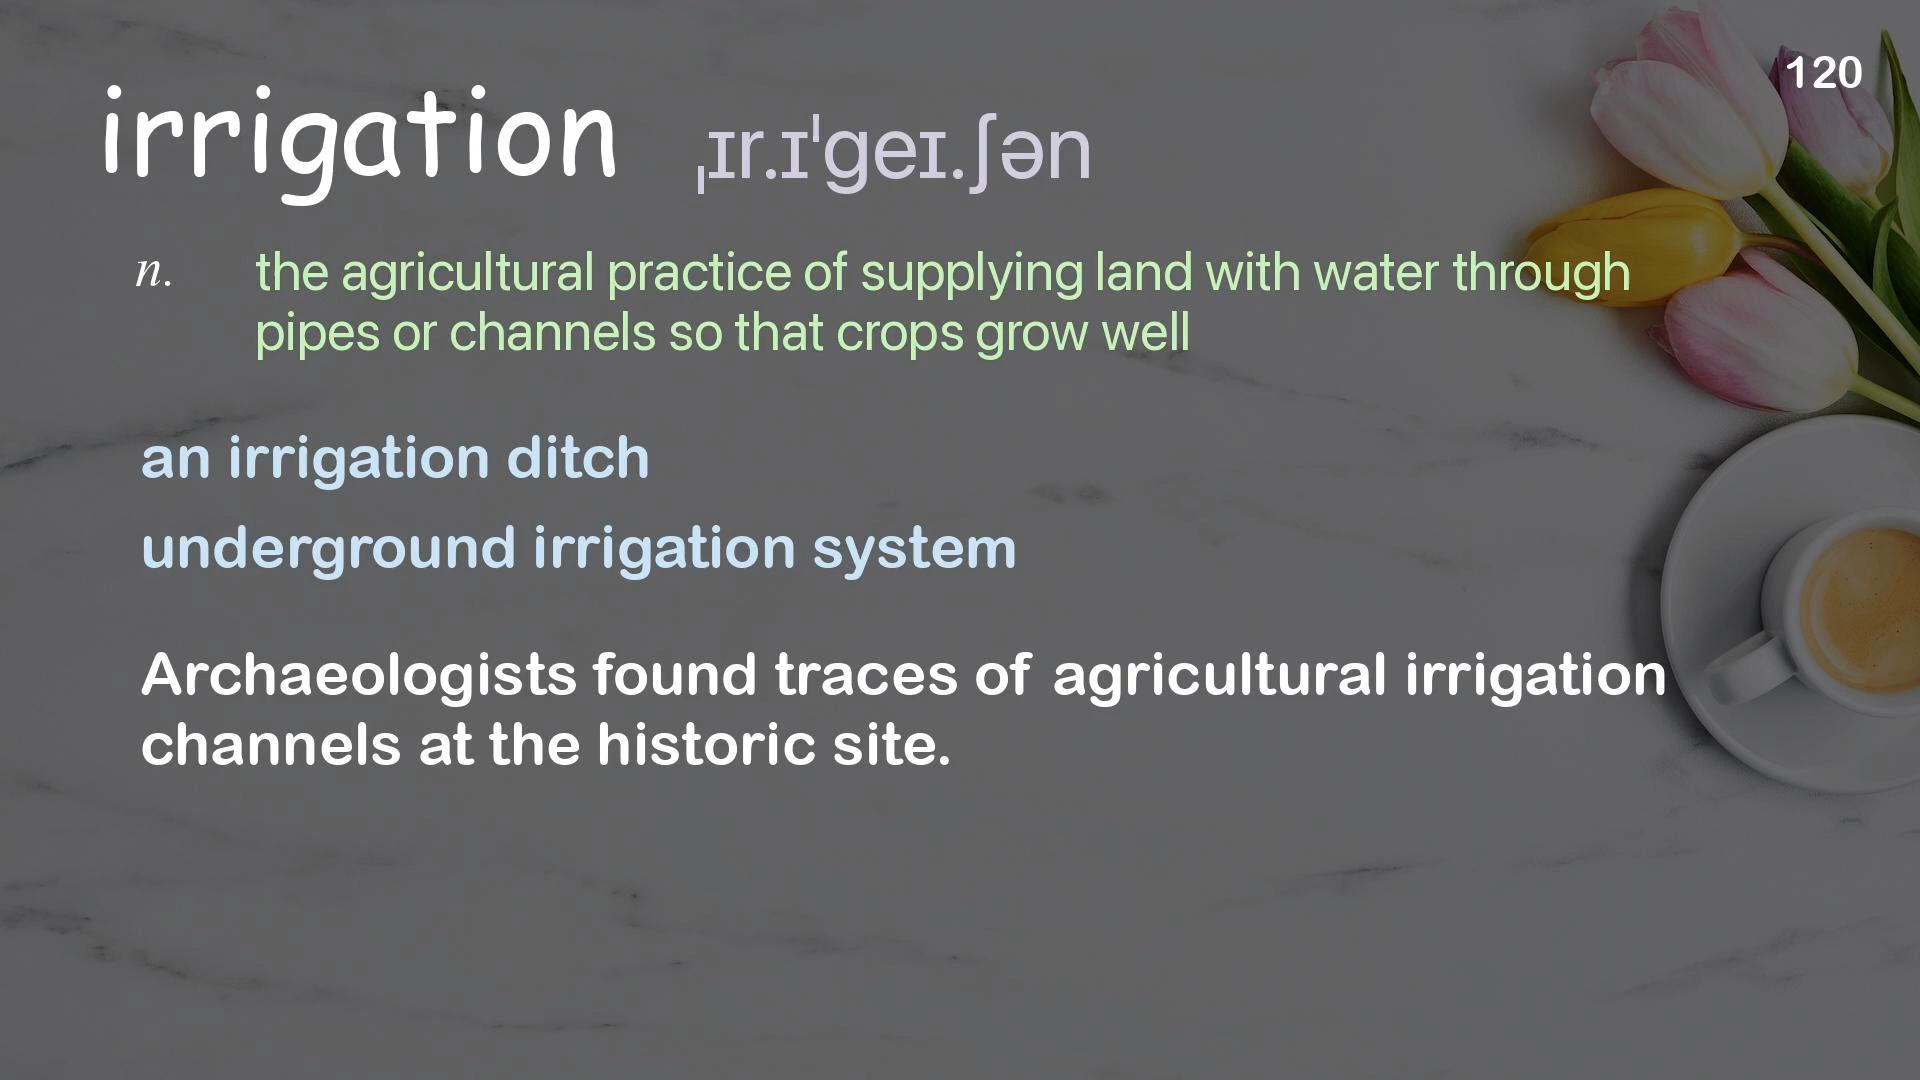 120
irrigation ˌɪr.ɪˈɡeɪ.ʃən
n. the agricultural practice of supplying land with water through
pipes or channels so that crops grow well
an irrigation ditch
underground irrigation system
Archaeologists found traces of agricultural irrigation
channels at the historic site.